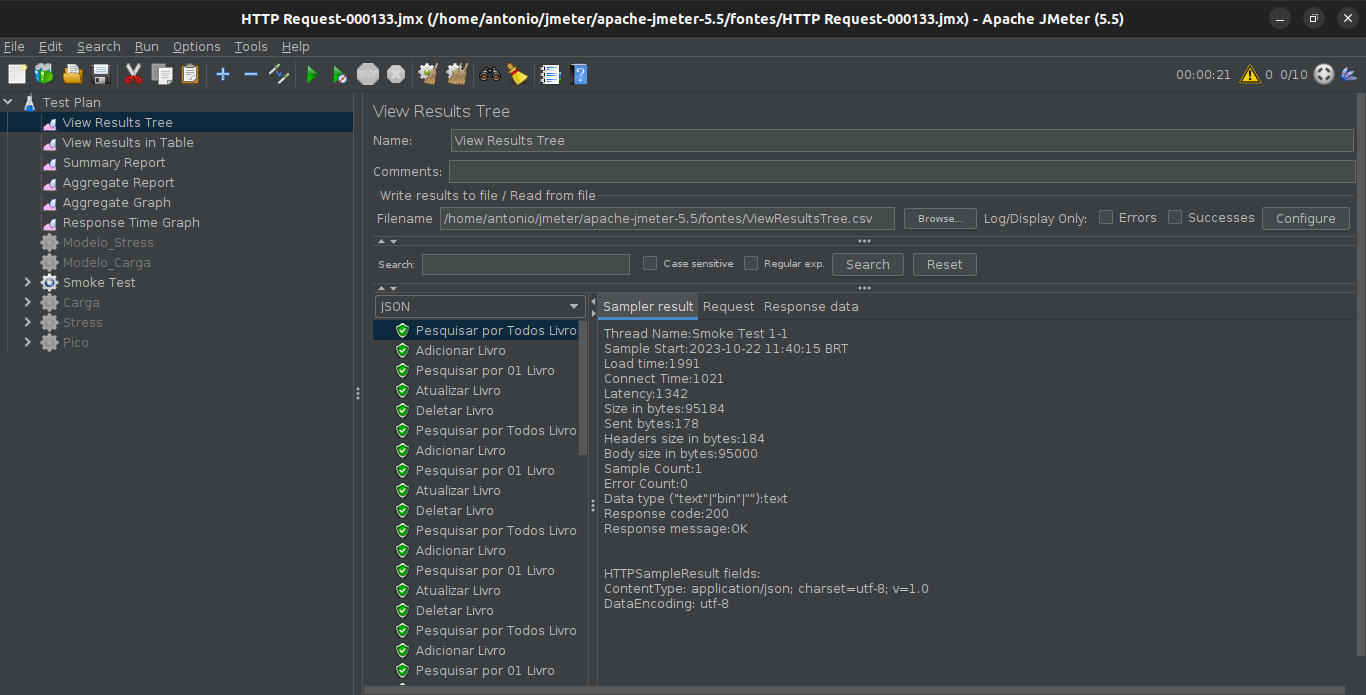 HTTP Request-000133.jmx (/home/antonio/jmeter/apache-jmeter-5.5/fontes/HTTP Request-000133.jmx) - Apache JMeter (5.5)
File Edit Search Run Options Tools Help
STOP 00:00:21 0 0/10
Test Plan
View Results Tree
View Results in Table
Summary Report
Aggregate Report
Aggregate Graph
Response Time Graph
Modelo_Stress
Modelo_Carga
Smoke Test
Carga
Stress
Pico
View Results Tree
Name: View Results Tree
Comments:
Write results to file / Read from file
Filename /home/antonio/jmeter/apache-jmeter-5.5/fontes/ViewResultsTree.csv Browse... Log/Display Only: Errors Successes Configure
Search: Case sensitive Regular exp. Search Reset
JSON
Pesquisar por Todos Livro
Adicionar Livro
Pesquisar por 01 Livro
Atualizar Livro
Deletar Livro
Pesquisar por Todos Livro
Adicionar Livro
Pesquisar por 01 Livro
Atualizar Livro
Deletar Livro
Pesquisar por Todos Livro
Adicionar Livro
Pesquisar por 01 Livro
Atualizar Livro
Deletar Livro
Pesquisar por Todos Livro
Adicionar Livro
Pesquisar por 01 Livro
Sampler result Request Response data
Thread Name:Smoke Test 1-1
Sample Start:2023-10-22 11:40:15 BRT
Load time:1991
Connect Time:1021
Latency:1342
Size in bytes:95184
Sent bytes:178
Headers size in bytes:184
Body size in bytes:95000
Sample Count:1
Error Count:0
Data type ("text"|"bin"|""):text
Response code:200
Response message:OK
HTTPSampleResult fields:
ContentType: application/json; charset=utf-8; v=1.0
DataEncoding: utf-8